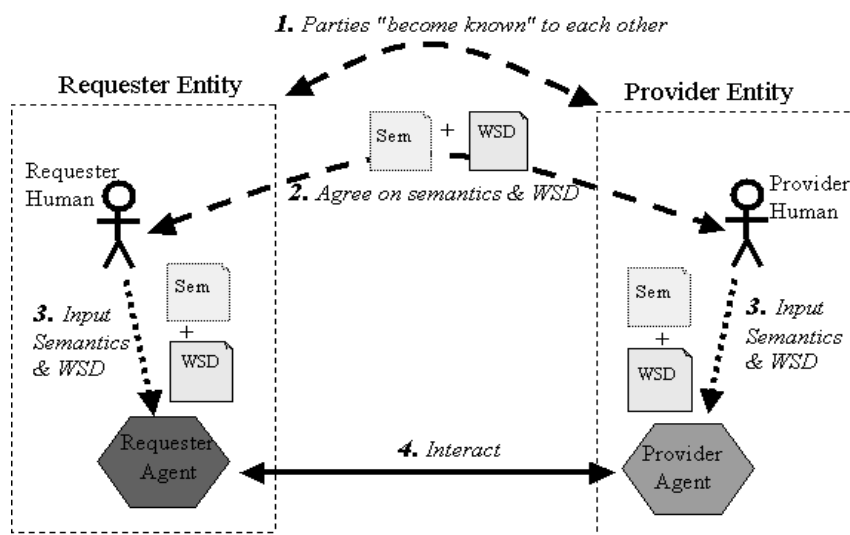 1. Parties "become known" to each other
Requester Entity
Provider Entity
Sem
+
WSD
2. Agree on semantics & WSD
Requester
Human
Provider
Human
Sem
+
WSD
3. Input
Semantics
& WSD
Sem
+
WSD
3. Input
Semantics
& WSD
Requester
Agent
4. Interact
Provider
Agent